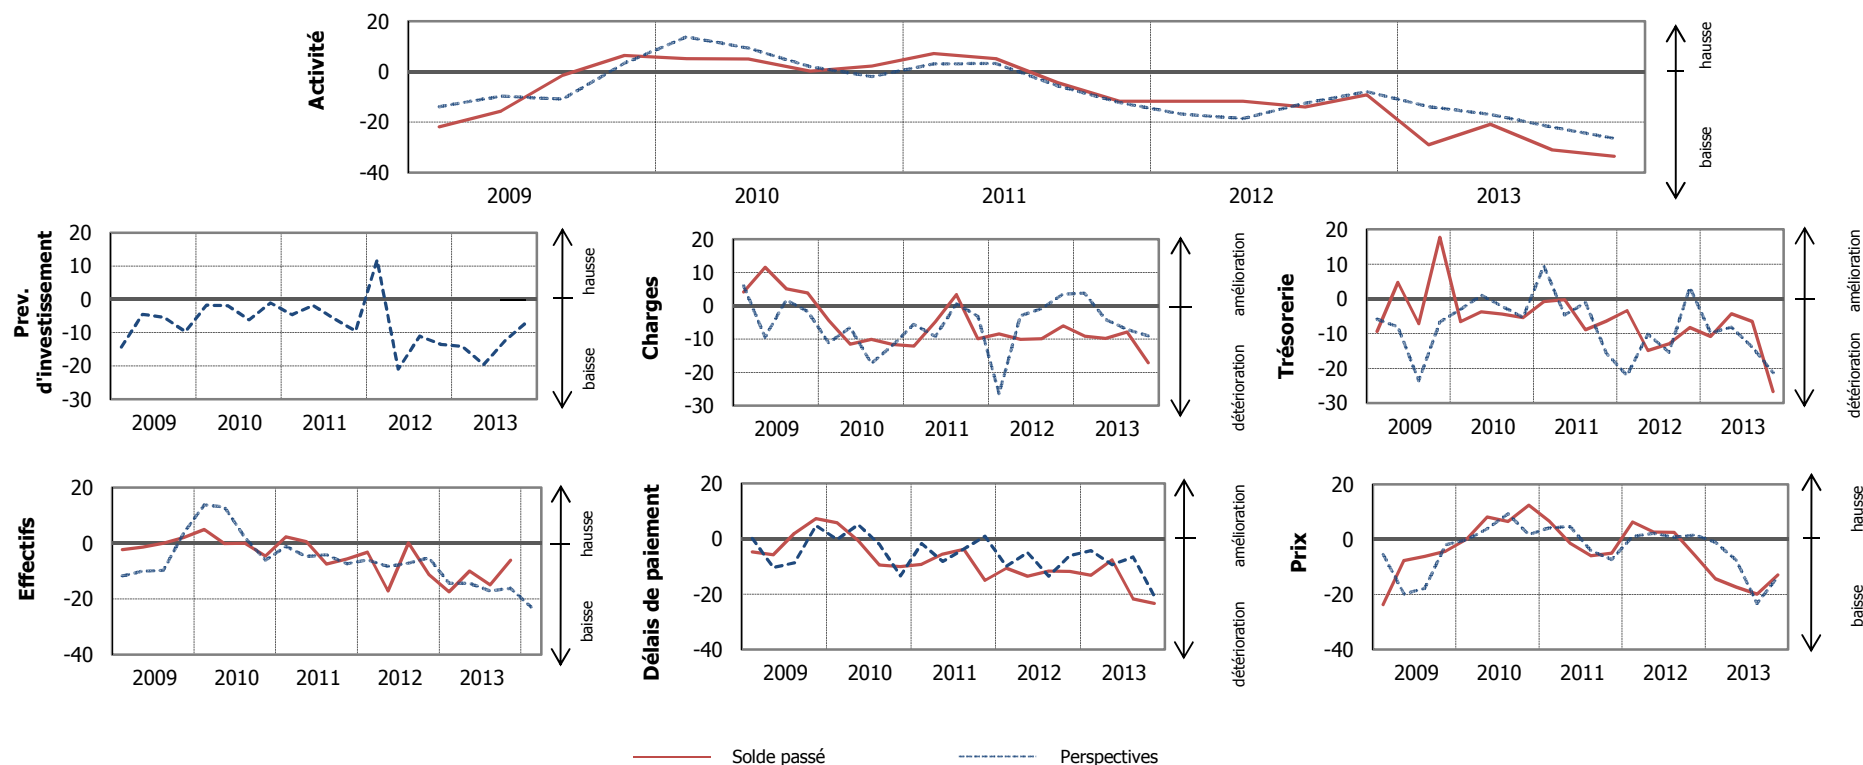 Activité
20
0
-20
-40
2009 2010 2011 2012 2013
hausse
baisse
Prev.
d'investissement
20
10
0
-10
-20
-30
2009 2010 2011 2012 2013
hausse
baisse
Charges
20
10
0
-10
-20
-30
2009 2010 2011 2012 2013
amélioration
détérioration
Trésorerie
20
10
0
-10
-20
-30
2009 2010 2011 2012 2013
amélioration
détérioration
Effectifs
20
0
-20
-40
2009 2010 2011 2012 2013
hausse
baisse
Délais de paiement
20
0
-20
-40
2009 2010 2011 2012 2013
amélioration
détérioration
Prix
20
0
-20
-40
2009 2010 2011 2012 2013
hausse
baisse
Solde passé Perspectives